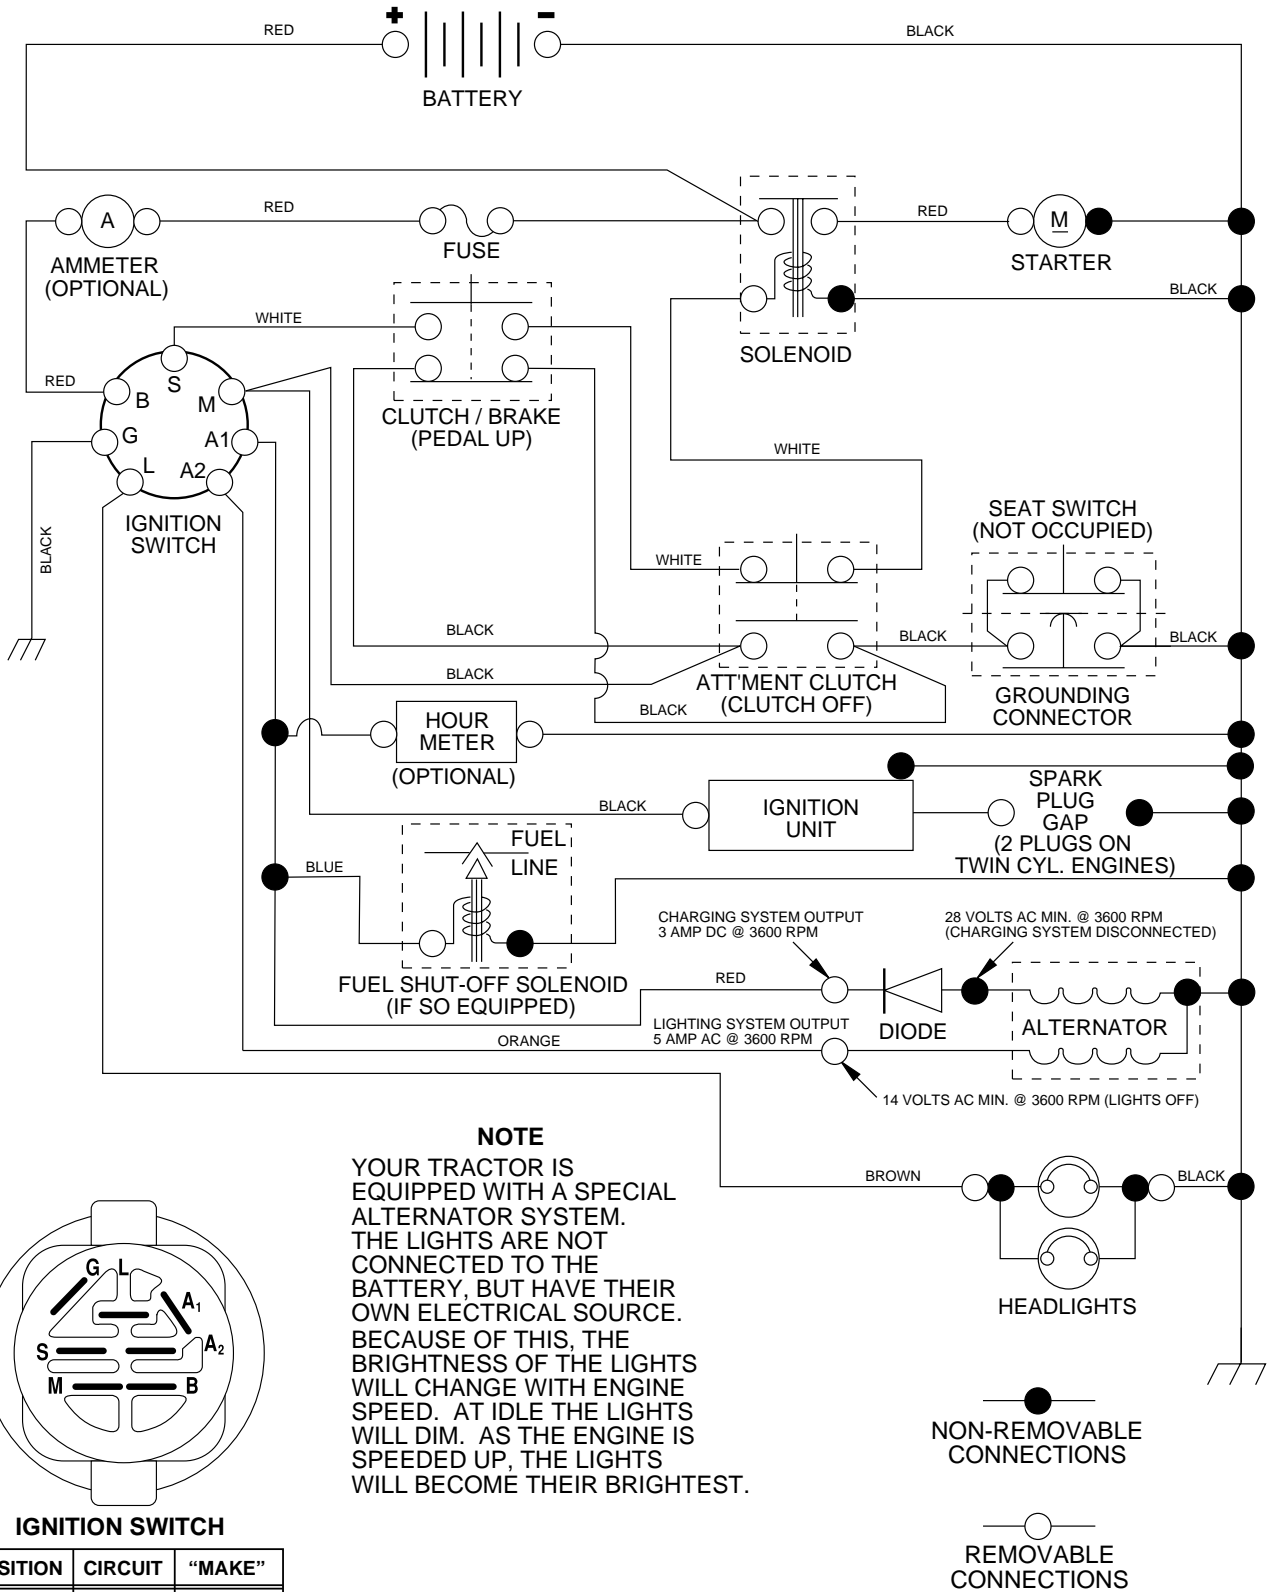 + -
RED
BLACK
BATTERY
A
RED
FUSE
RED
M
STARTER
AMMETER
(OPTIONAL)
BLACK
SOLENOID
WHITE
CLUTCH / BRAKE
(PEDAL UP)
RED
S
B
M
G
A1
L
A2
IGNITION
SWITCH
BLACK
WHITE
SEAT SWITCH
(NOT OCCUPIED)
WHITE
BLACK
BLACK
BLACK
BLACK
ATT'MENT CLUTCH
(CLUTCH OFF)
BLACK
GROUNDING
CONNECTOR
HOUR
METER
(OPTIONAL)
BLACK
IGNITION
UNIT
SPARK
PLUG
GAP
(2 PLUGS ON
TWIN CYL. ENGINES)
FUEL
LINE
BLUE
FUEL SHUT-OFF SOLENOID
(IF SO EQUIPPED)
CHARGING SYSTEM OUTPUT
3 AMP DC @ 3600 RPM
28 VOLTS AC MIN. @ 3600 RPM
(CHARGING SYSTEM DISCONNECTED)
RED
DIODE
ALTERNATOR
LIGHTING SYSTEM OUTPUT
5 AMP AC @ 3600 RPM
ORANGE
14 VOLTS AC MIN. @ 3600 RPM (LIGHTS OFF)
NOTE
YOUR TRACTOR IS
EQUIPPED WITH A SPECIAL
ALTERNATOR SYSTEM.
THE LIGHTS ARE NOT
CONNECTED TO THE
BATTERY, BUT HAVE THEIR
OWN ELECTRICAL SOURCE.
BECAUSE OF THIS, THE
BRIGHTNESS OF THE LIGHTS
WILL CHANGE WITH ENGINE
SPEED. AT IDLE THE LIGHTS
WILL DIM. AS THE ENGINE IS
SPEEDED UP, THE LIGHTS
WILL BECOME THEIR BRIGHTEST.
BROWN
BLACK
HEADLIGHTS
G L
A1
A2
S
M
B
IGNITION SWITCH
SITION CIRCUIT “MAKE”
NON-REMOVABLE
CONNECTIONS
REMOVABLE
CONNECTIONS